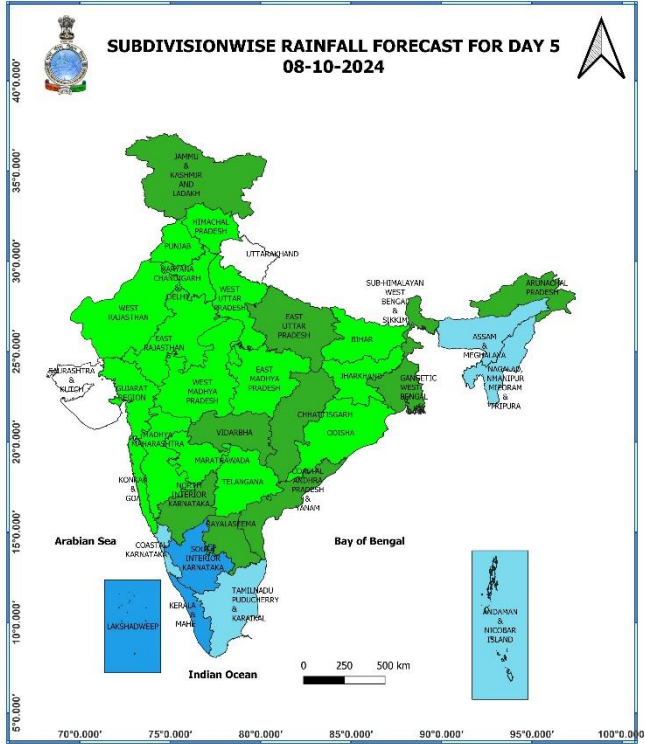 SUBDIVISIONWISE RAINFALL FORECAST FOR DAY 5
08-10-2024
40°0.000'
35°0.000'
30°0.000'
25°0.000'
20°0.000'
15°0.000'
10°0.000'
5°0.000'
JAMMU
&
KASHMIR
AND
LADAKH
HIMACHAL
PRADESH
PUNJAB
UTTARAKHAND
HARYANA
CHANDIGARH
&
DELHI
WEST
UTTAR
PRADESH
SUB-HIMALAYAN
WEST
BENGAL
&
SIKKIM
ARUNACHAL
PRADESH
WEST
RAJASTHAN
EAST
RAJASTHAN
EAST
UTTAR
PRADESH
BIHAR
ASSAM
&
MEGHALAYA
NAGALAD,
NMANIPUR
MIZORAM
&
TRIPURA
SAURASHTRA
&
KUTCH
GUJARAT
REGION
WEST
MADHYA
PRADESH
EAST
MADHYA
PRADESH
JHARKHAND
GANGETIC
WEST
BENGAL
CHHATTISGARH
ODISHA
VIDARBHA
MADHYA
MAHARASHTRA
MARATHWADA
TELANGANA
KONKAN
&
GOA
NORTH
INTERIOR
KARNATAKA
COASTAL
ANDHRA
PRADESH
&
YANAM
RAYALASEEMA
Arabian Sea
Bay of Bengal
COASTAL
KARNATAKA
SOUTH
INTERIOR
KARNATAKA
TAMILNADU
PUDUCHERRY
&
KARAIKAL
KERALA
&
MAHE
LAKSHADWEEP
ANDAMAN
&
NICOBAR
ISLAND
Indian Ocean
0 250 500 km
70°0.000' 75°0.000' 80°0.000' 85°0.000' 90°0.000' 95°0.000' 100°0.000'